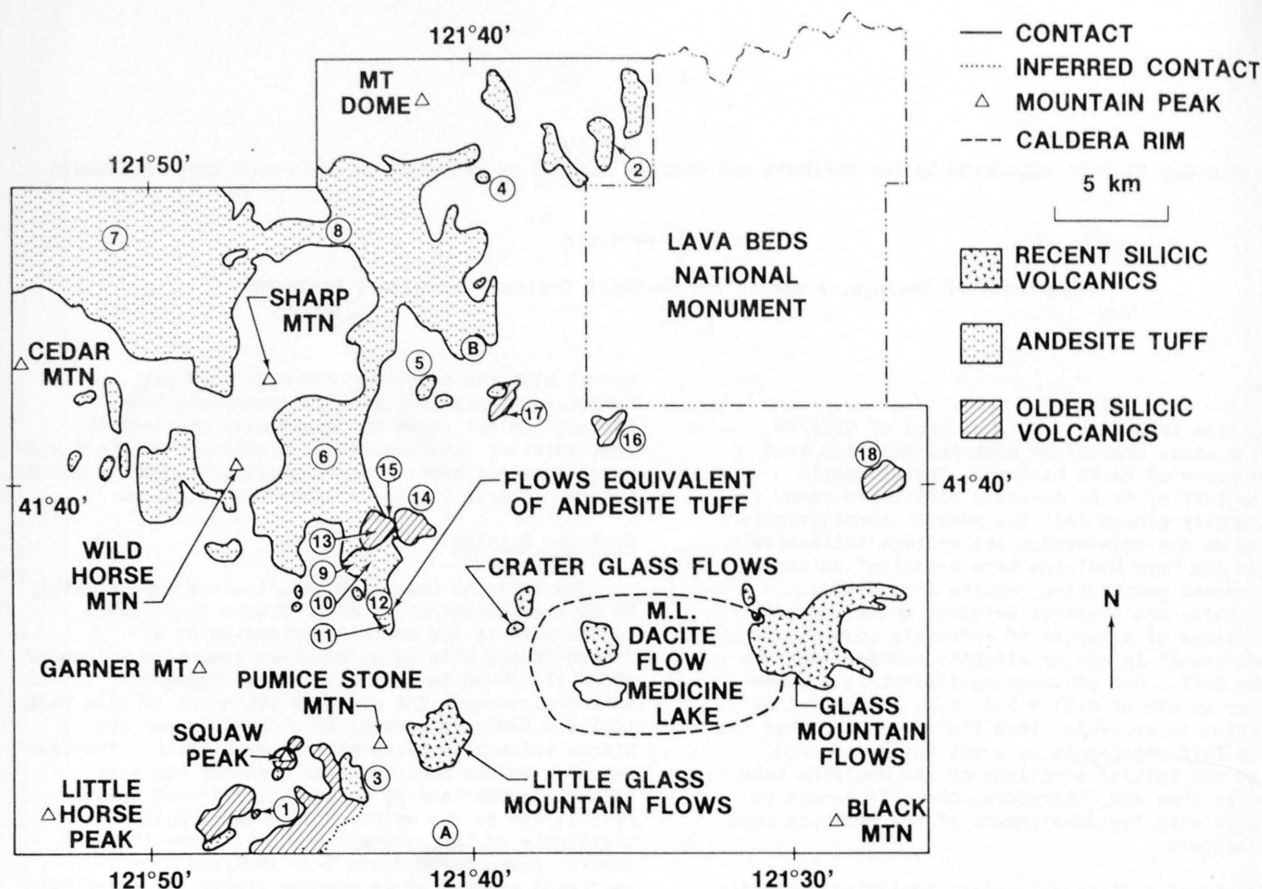 121°40'
MT
DOME
CONTACT
INFERRED CONTACT
MOUNTAIN PEAK
CALDERA RIM
5 km
RECENT SILICIC
VOLCANICS
ANDESITE TUFF
OLDER SILICIC
VOLCANICS
121°50'
2
4
7
8
LAVA BEDS
NATIONAL
MONUMENT
SHARP
MTN
B
CEDAR
MTN
5
17
16
6
15
18
41°40'
14
FLOWS EQUIVALENT
OF ANDESITE TUFF
41°40'
13
WILD
HORSE
MTN
9
10
12
11
CRATER GLASS FLOWS
M.L.
DACITE
FLOW
N
GARNER MT
PUMICE STONE
MTN
MEDICINE
LAKE
GLASS
MOUNTAIN
FLOWS
SQUAW
PEAK
3
LITTLE GLASS
MOUNTAIN FLOWS
LITTLE
HORSE
PEAK
1
A
BLACK
MTN
121°50'
121°40'
121°30'